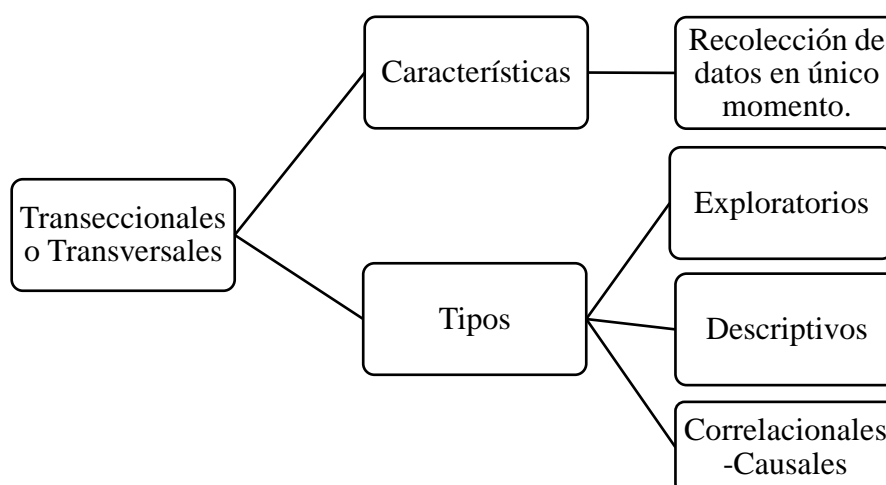 Transeccionales
o Transversales
Características
Recolección de
datos en único
momento.
Tipos
Exploratorios
Descriptivos
Correlacionales
-Causales